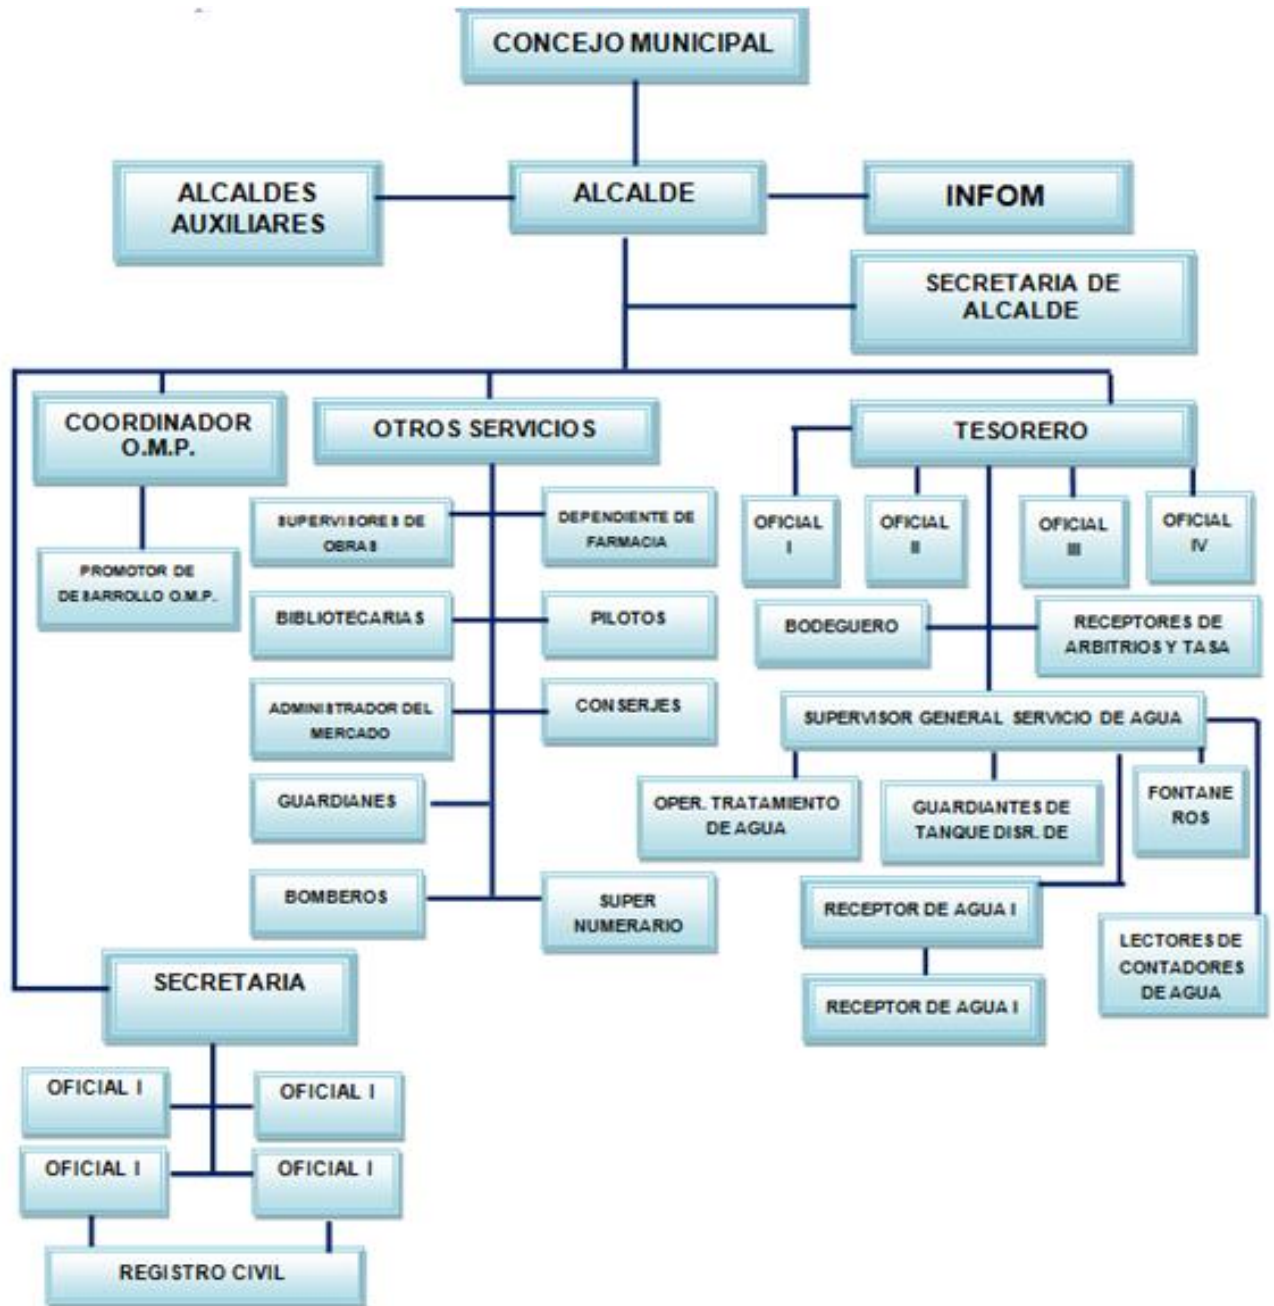 CONCEJO MUNICIPAL
ALCALDES
AUXILIARES
ALCALDE
INFOM
SECRETARIA DE
ALCALDE
COORDINADOR
O.M.P.
OTROS SERVICIOS
TESORERO
SUPERVISORES DE
OBRAS
DEPENDIENTE DE
FARMACIA
OFICIAL
I
OFICIAL
II
OFICIAL
III
OFICIAL
IV
PROMOTOR DE
DESARROLLO O.M.P.
BIBLIOTECARIAS
PILOTOS
BODEGUERO
RECEPTORES DE
ARBITRIOS Y TASA
ADMINISTRADOR DEL
MERCADO
CONSERJES
SUPERVISOR GENERAL SERVICIO DE AGUA
GUARDIANES
OPER. TRATAMIENTO
DE AGUA
GUARDIANTES DE
TANQUE DISR. DE
FONTANE
ROS
BOMBEROS
SUPER
NUMERARIO
RECEPTOR DE AGUA I
LECTORES DE
CONTADORES
DE AGUA
SECRETARIA
RECEPTOR DE AGUA I
OFICIAL I
OFICIAL I
OFICIAL I
OFICIAL I
REGISTRO CIVIL